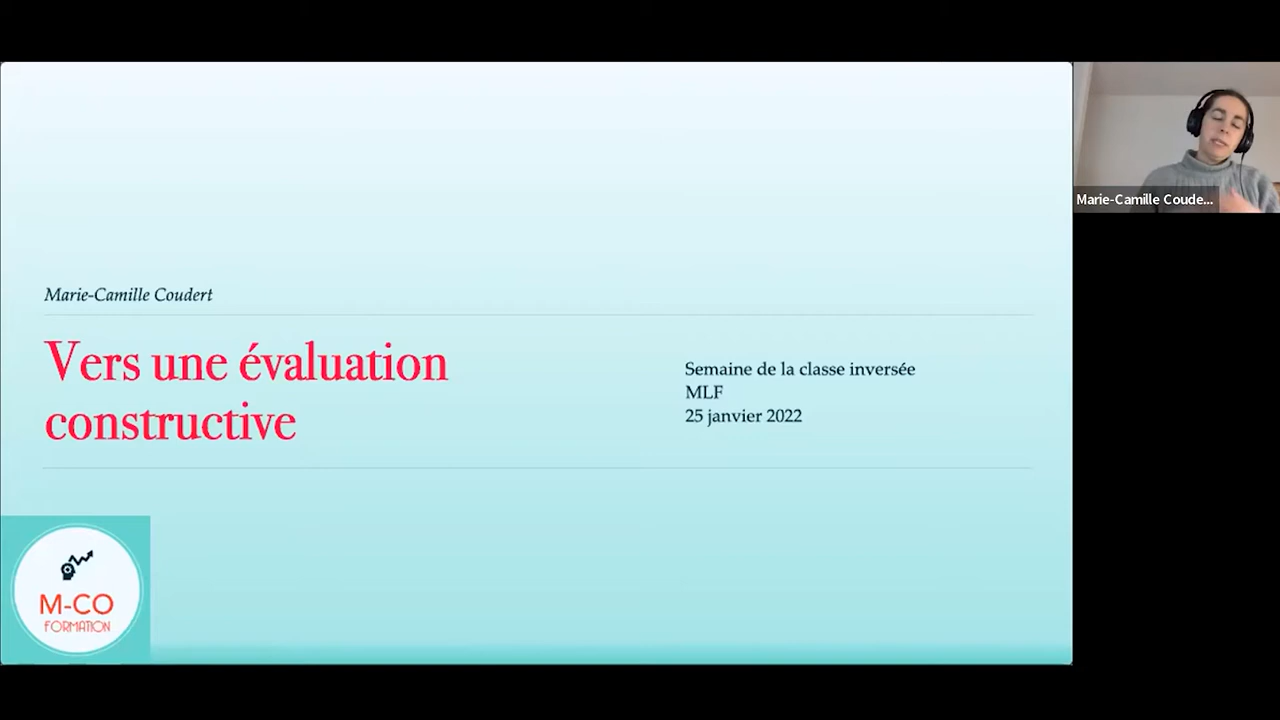 Marie-Camille Coude...
Marie-Camille Coudert
Vers une évaluation
constructive
Semaine de la classe inversée
MLF
25 janvier 2022
M-CO
FORMATION